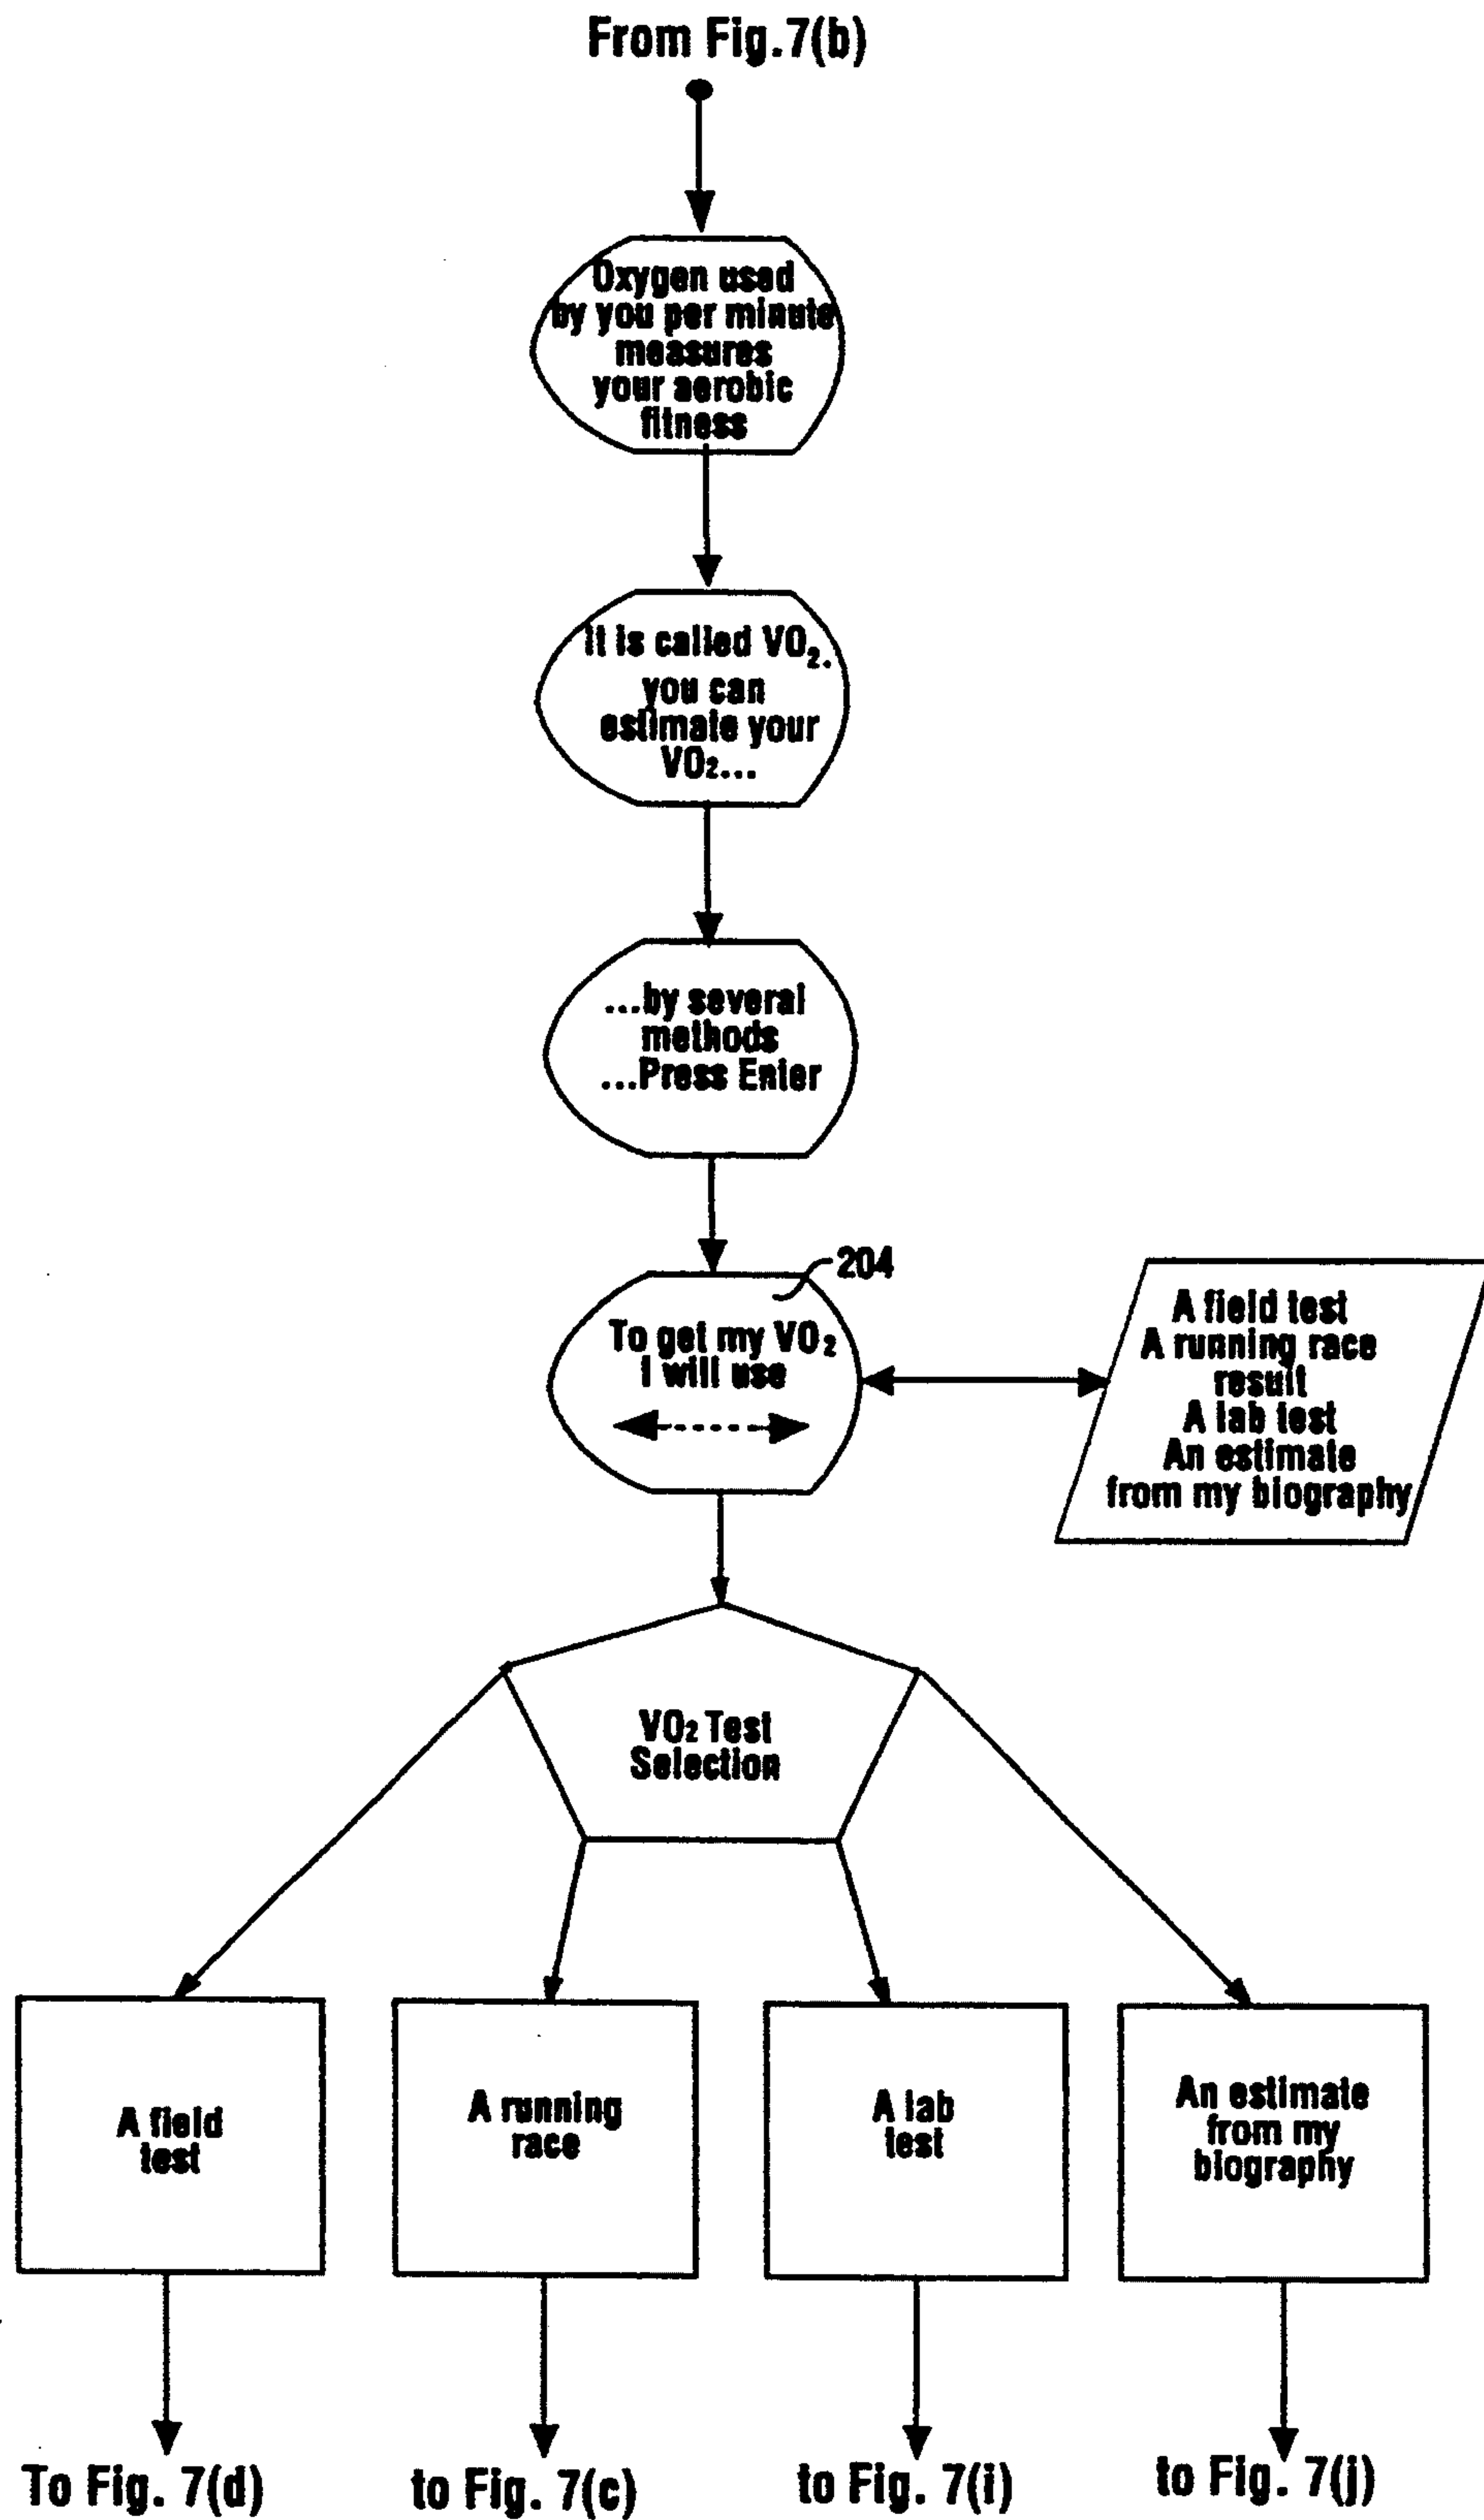 From Fig.7(b)
Oxygen used
by you per minute
measures
your aerobic
fitness
It is called VO₂.
you can
estimate your
VO₂...
...by several
methods
...Press Enter
204
To get my VO₂
I will use
A field test
A running race
result
A lab test
An estimate
from my biography
VO₂ Test
Selection
A field
test
A running
race
A lab
test
An estimate
from my
biography
To Fig. 7(d)
to Fig. 7(c)
to Fig. 7(i)
to Fig. 7(j)